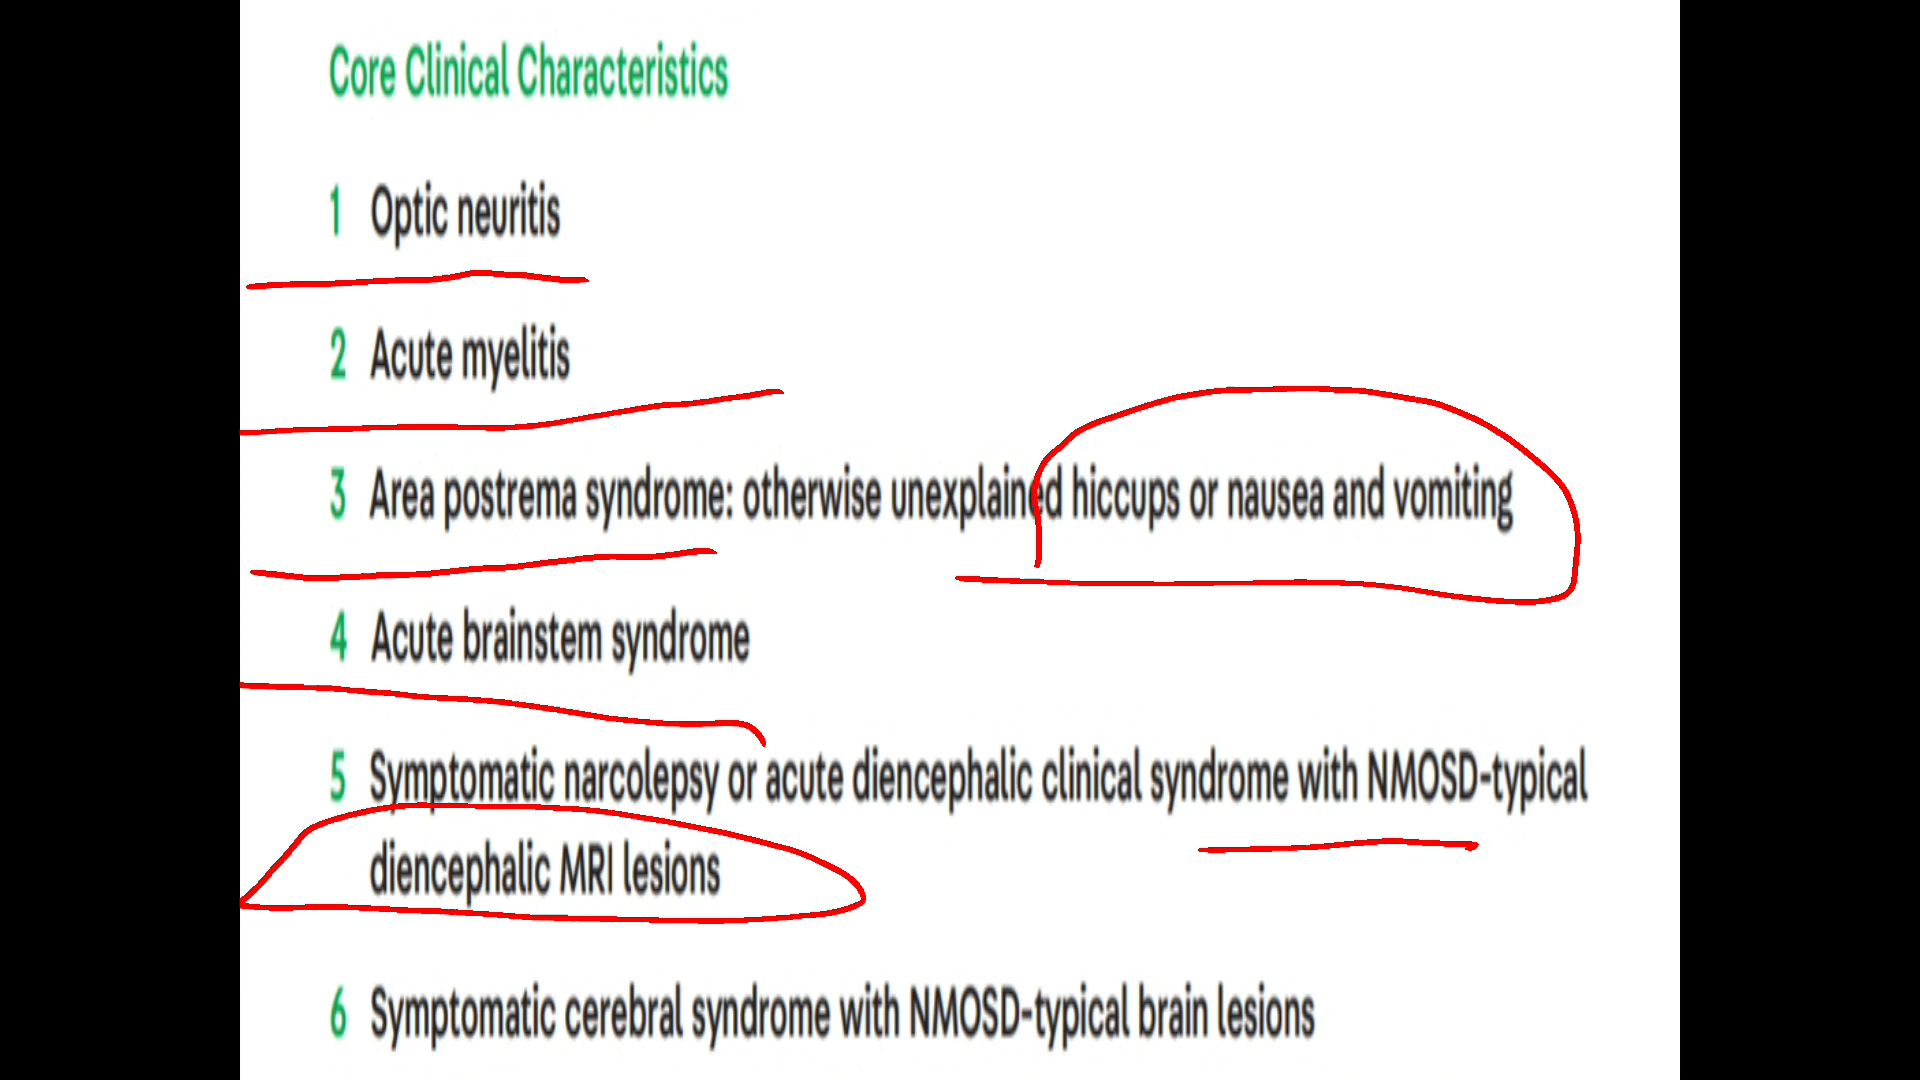 Core Clinical Characteristics
1 Optic neuritis
2 Acute myelitis
3 Area postrema syndrome: otherwise unexplained hiccups or nausea and vomiting
4 Acute brainstem syndrome
5 Symptomatic narcolepsy or acute diencephalic clinical syndrome with NMOSD-typical
diencephalic MRI lesions
6 Symptomatic cerebral syndrome with NMOSD-typical brain lesions